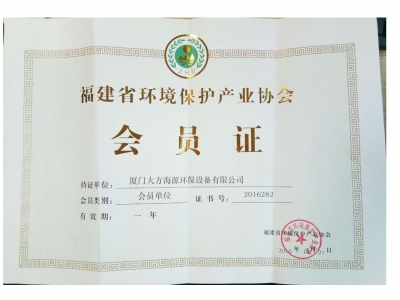 福建省环境保护产业协会
会员证
持证单位：厦门大方海源环保设备有限公司
会员类别：会员单位 证书号：2016282
有效期：一年
福建省环境保护产业协会